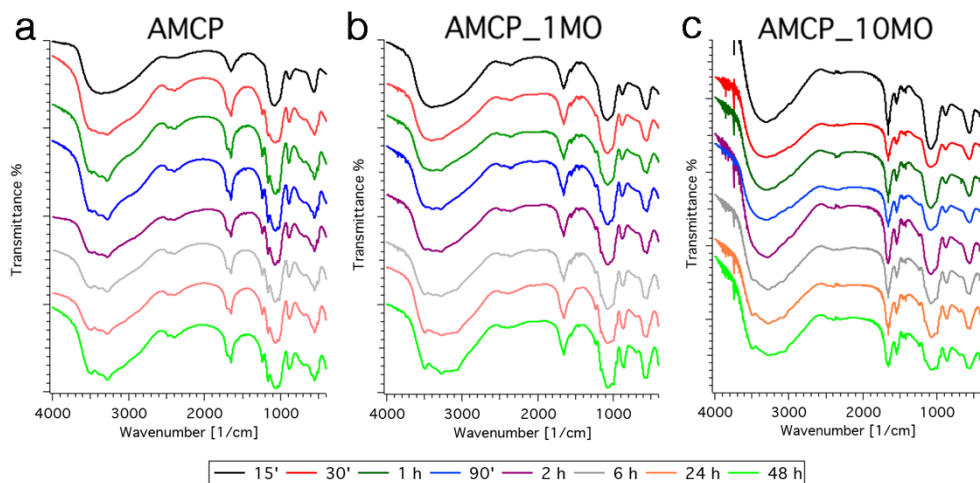 a
AMCP
b
AMCP_1MO
c
AMCP_10MO
Transmittance %
Transmittance %
Transmittance %
4000 3000 2000 1000
4000 3000 2000 1000
4000 3000 2000 1000
Wavenumber [1/cm]
Wavenumber [1/cm]
Wavenumber [1/cm]
15' 30' 1 h 90' 2 h 6 h 24 h 48 h